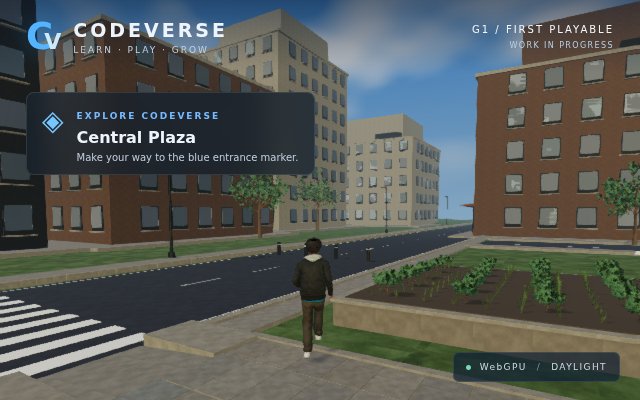 CV CODEVERSE
LEARN · PLAY · GROW
G1 / FIRST PLAYABLE
WORK IN PROGRESS
EXPLORE CODEVERSE
Central Plaza
Make your way to the blue entrance marker.
WebGPU / DAYLIGHT